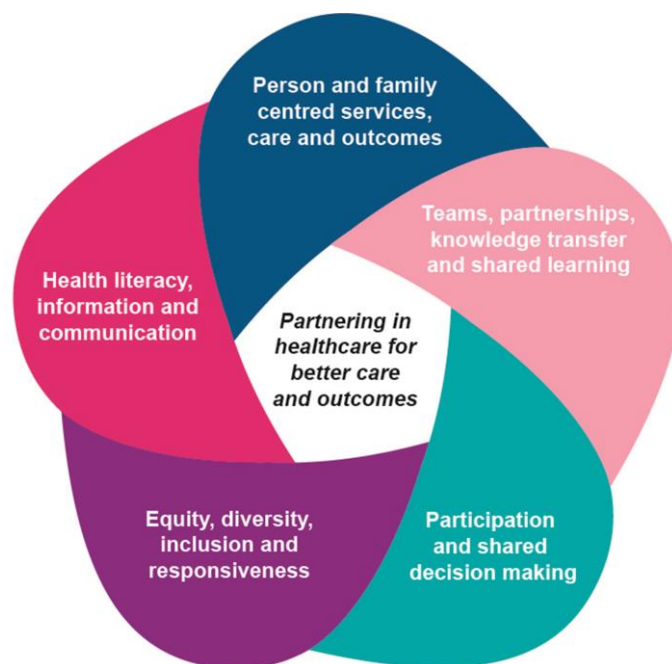 Person and family
centred services,
care and outcomes
Teams, partnerships,
knowledge transfer
and shared learning
Health literacy,
information and
communication
Partnering in
healthcare for
better care
and outcomes
Equity, diversity,
inclusion and
responsiveness
Participation
and shared
decision making